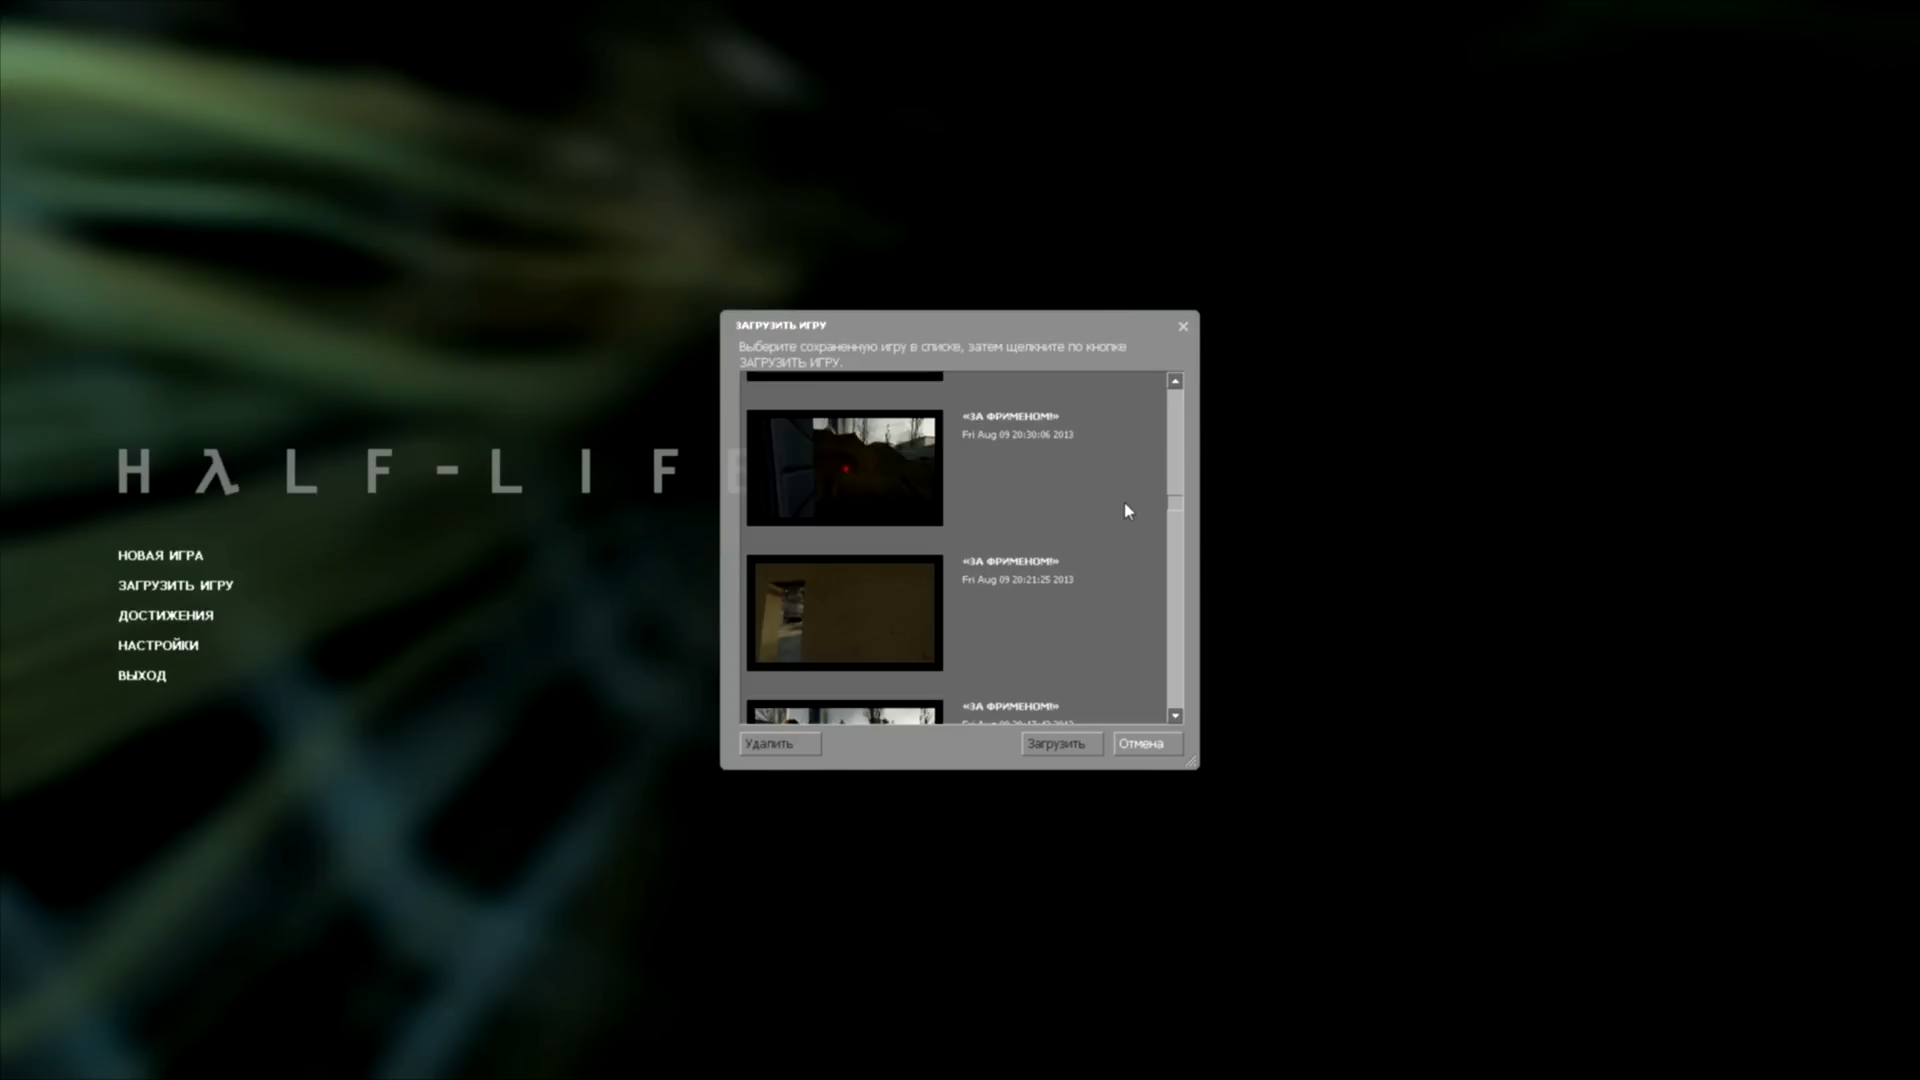 HλLF-LIFE
НОВАЯ ИГРА
ЗАГРУЗИТЬ ИГРУ
ДОСТИЖЕНИЯ
НАСТРОЙКИ
ВЫХОД
ЗАГРУЗИТЬ ИГРУ
Выберите сохраненную игру в списке, затем щелкните по кнопке
ЗАГРУЗИТЬ ИГРУ.
«ЗА ФРИМЕНОМ!»
Fri Aug 09 20:30:06 2013
«ЗА ФРИМЕНОМ!»
Fri Aug 09 20:21:25 2013
«ЗА ФРИМЕНОМ!»
Удалить
Загрузить
Отмена